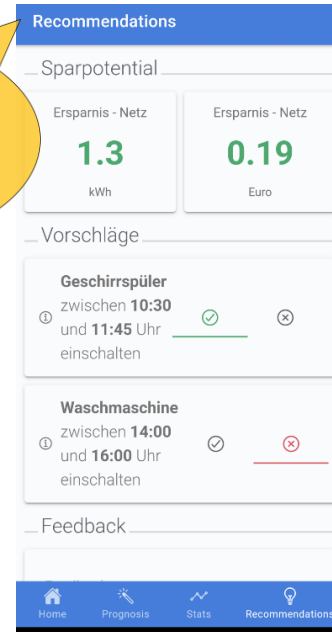 Recommendations
Sparpotential
Ersparnis - Netz
1.3
kWh
Ersparnis - Netz
0.19
Euro
Vorschläge
Geschirrspüler
zwischen 10:30
und 11:45 Uhr
einschalten
Waschmaschine
zwischen 14:00
und 16:00 Uhr
einschalten
Feedback
Home
Prognosis
Stats
Recommendations